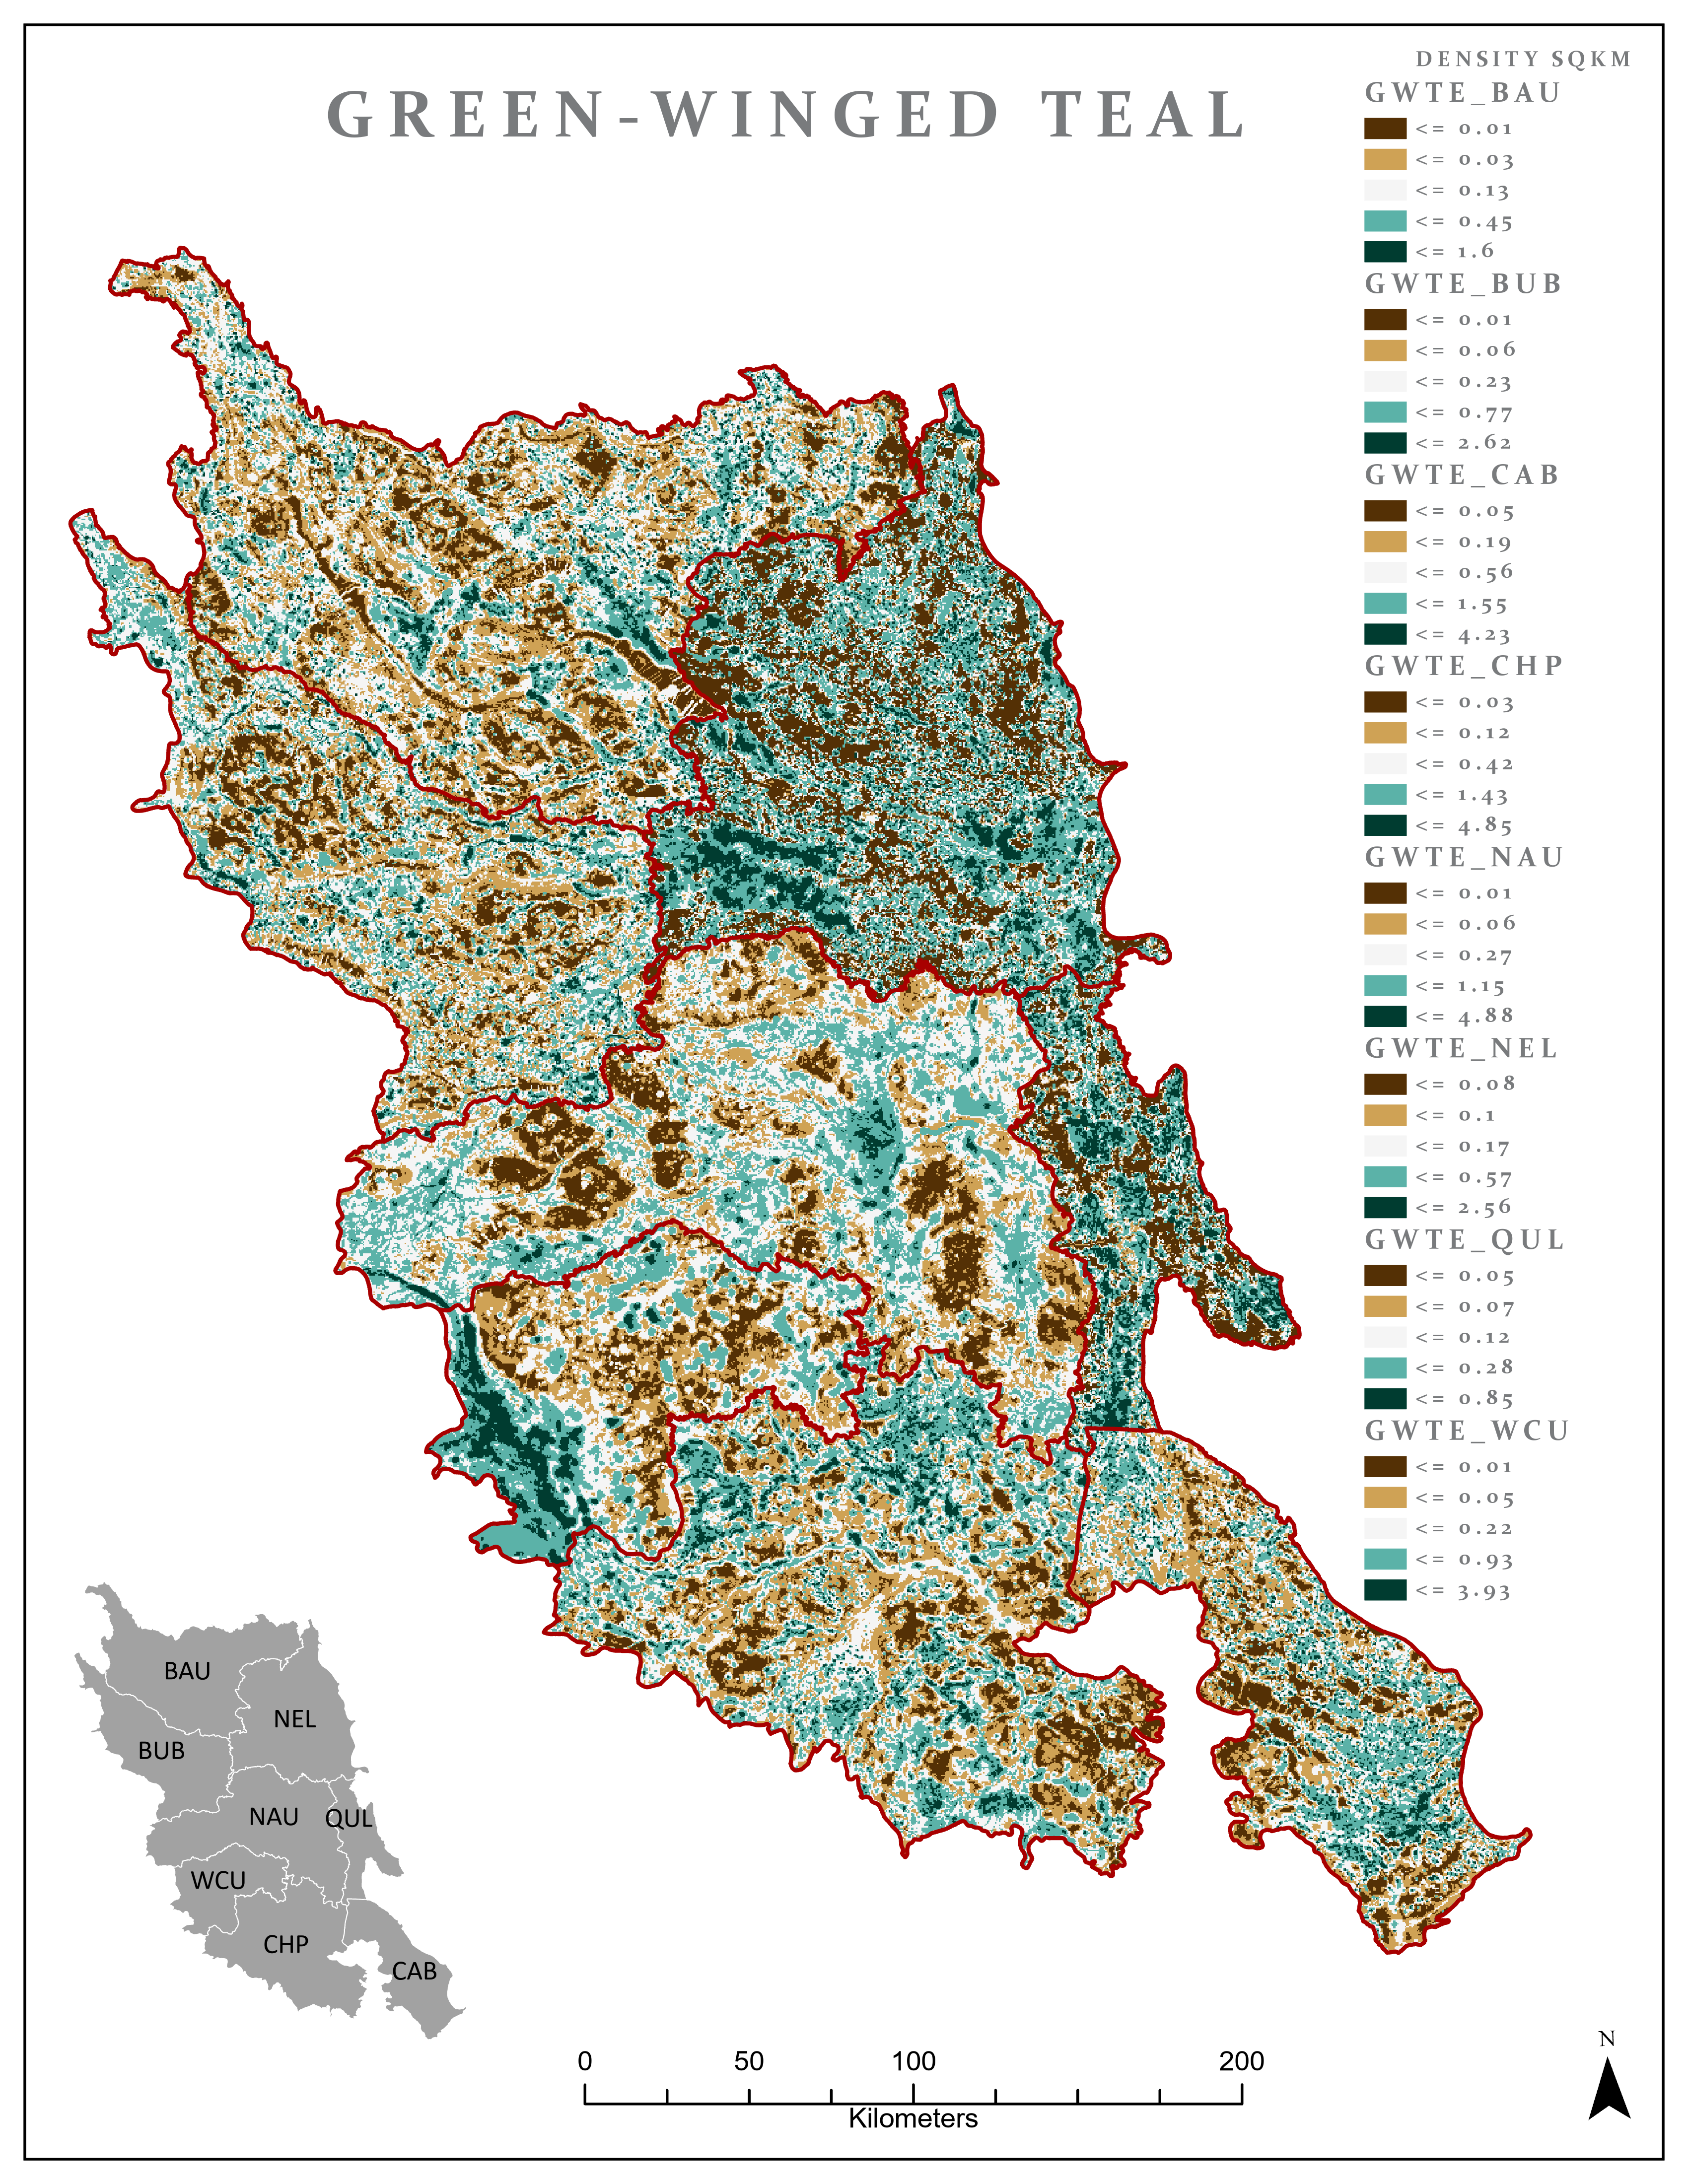 DENSITY SQKM
GREEN-WINGED TEAL
GWTE_BAU
<= 0.01
<= 0.03
<= 0.13
<= 0.45
<= 1.6
GWTE_BUB
<= 0.01
<= 0.06
<= 0.23
<= 0.77
<= 2.62
GWTE_CAB
<= 0.05
<= 0.19
<= 0.56
<= 1.55
<= 4.23
GWTE_CHP
<= 0.03
<= 0.12
<= 0.42
<= 1.43
<= 4.85
GWTE_NAU
<= 0.01
<= 0.06
<= 0.27
<= 1.15
<= 4.88
GWTE_NEL
<= 0.08
<= 0.1
<= 0.17
<= 0.57
<= 2.56
GWTE_QUL
<= 0.05
<= 0.07
<= 0.12
<= 0.28
<= 0.85
GWTE_WCU
<= 0.01
<= 0.05
<= 0.22
<= 0.93
<= 3.93
BAU
NEL
BUB
NAU
QUL
WCU
CHP
CAB
0 50 100 200
Kilometers
N